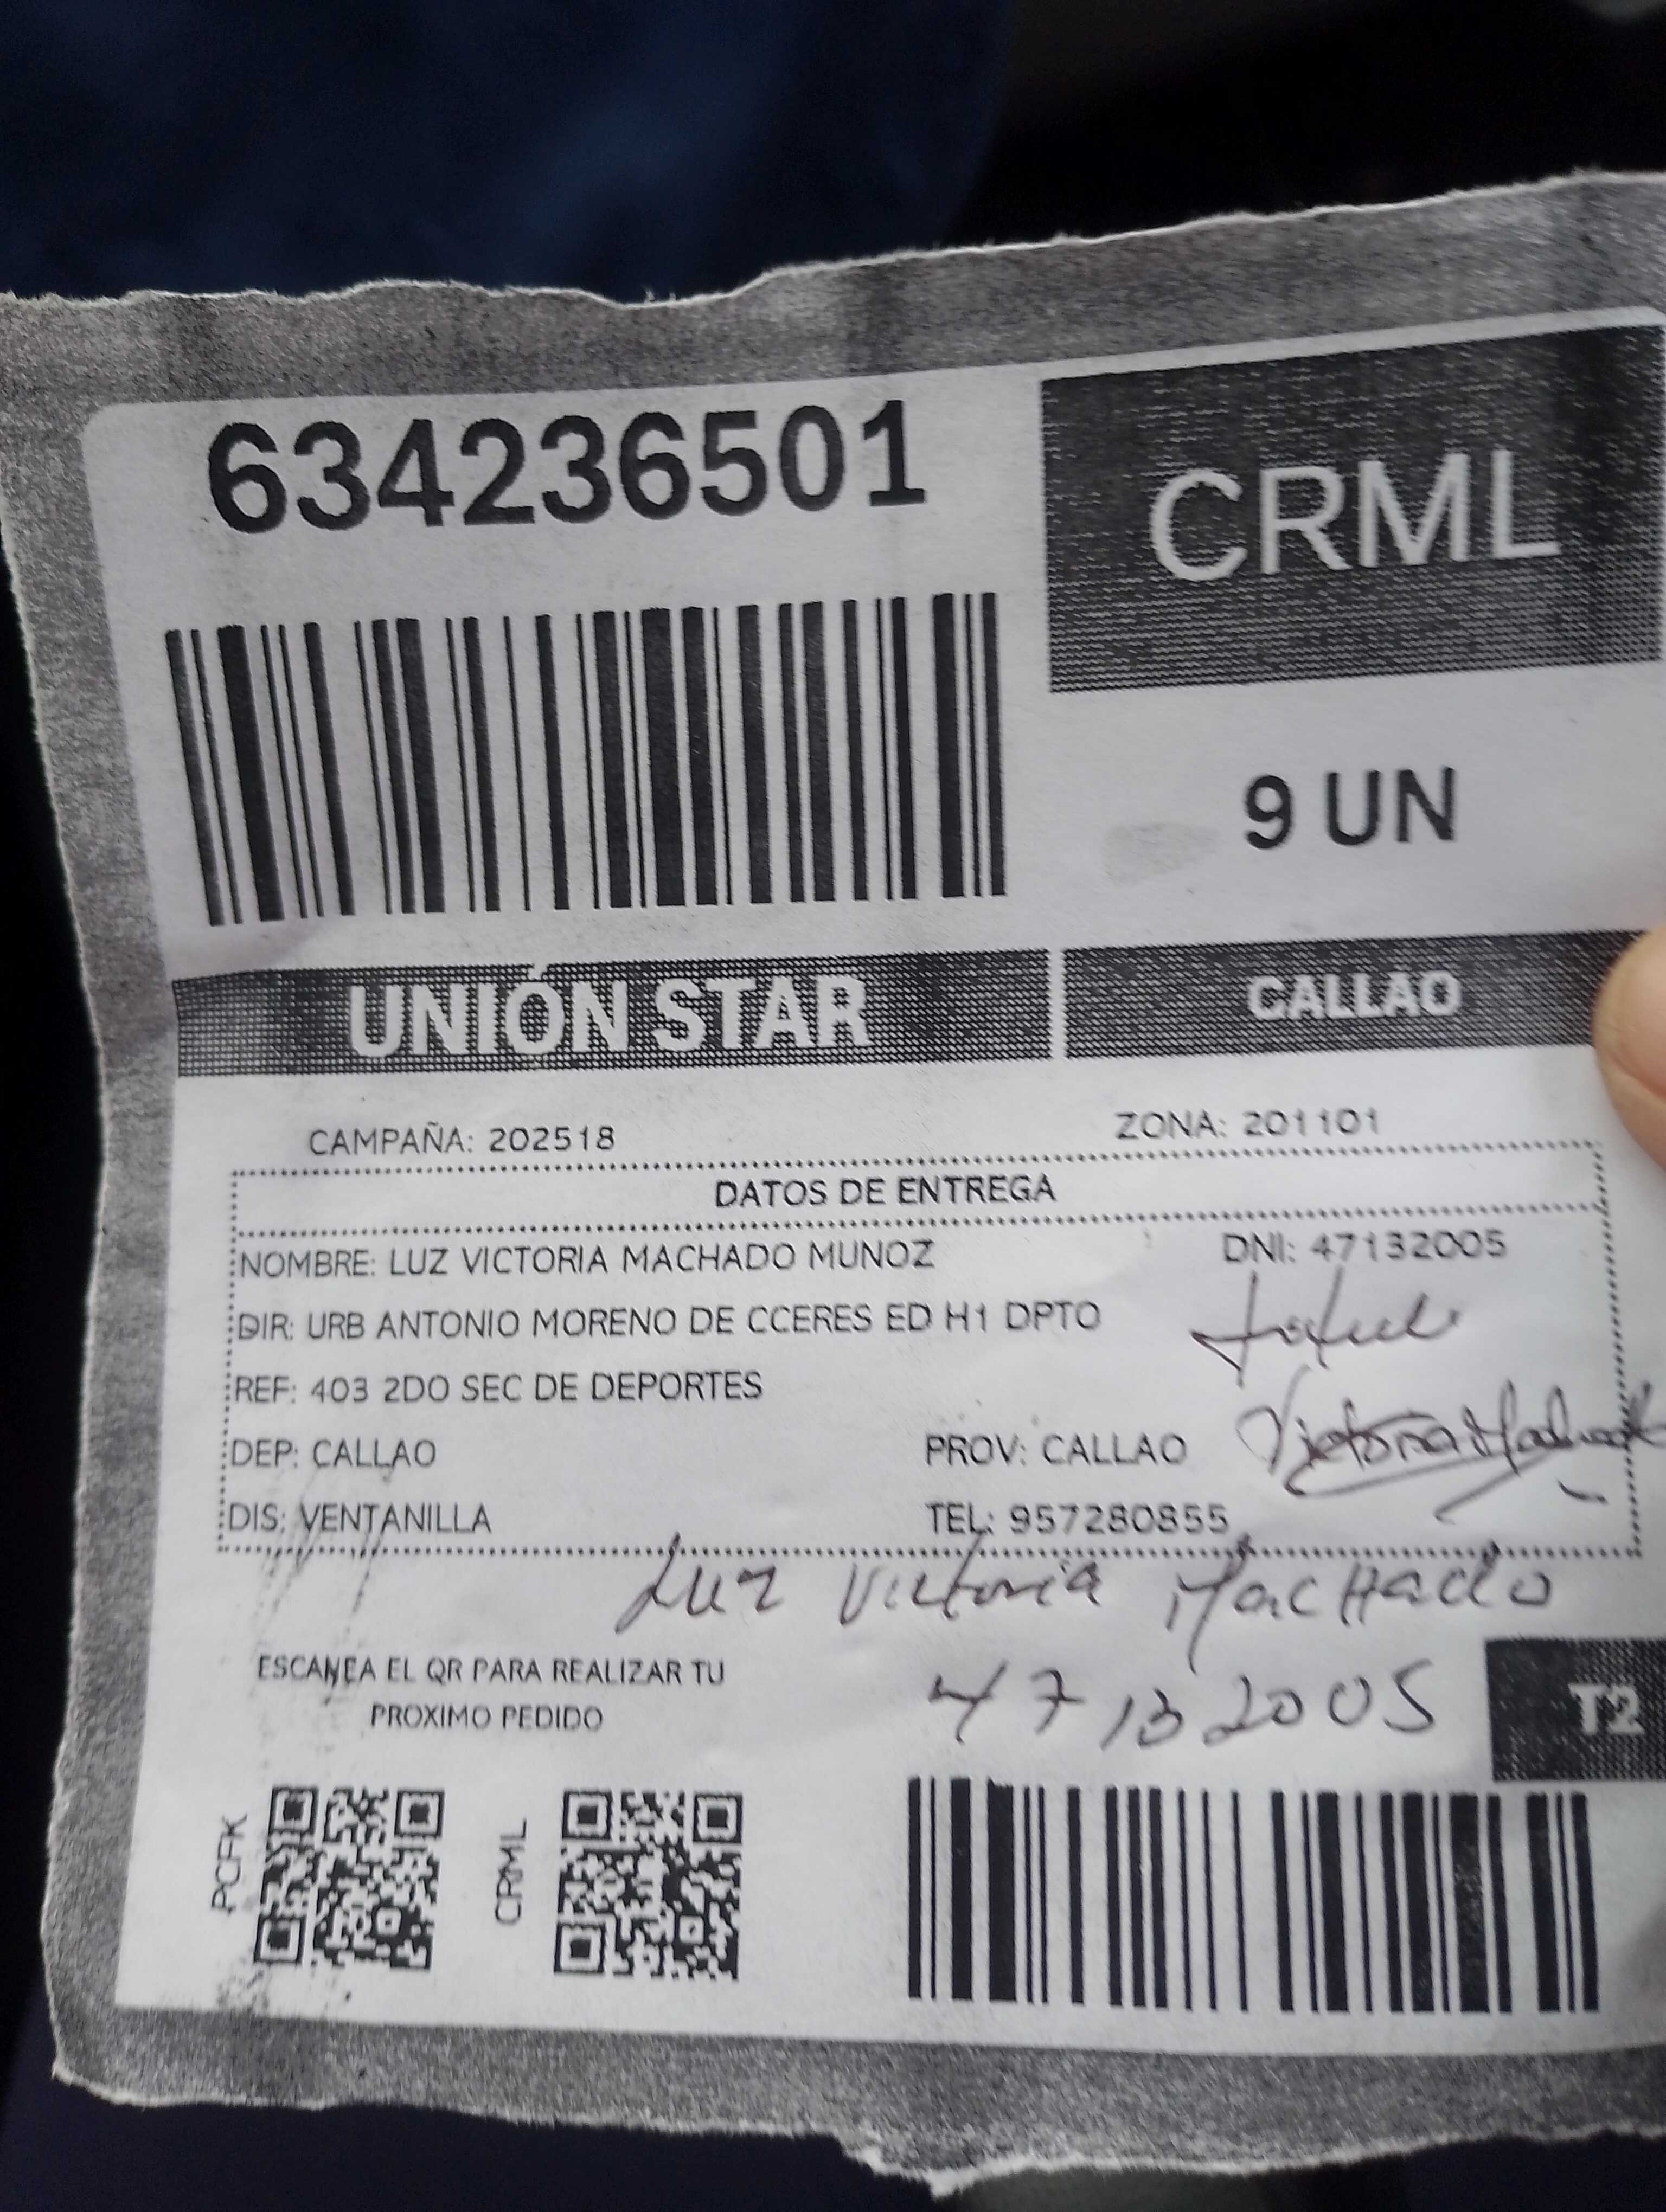 634236501
CRML
9 UN
UNIÓN STAR
CALLAO
CAMPAÑA: 202518
ZONA: 201101
DATOS DE ENTREGA
NOMBRE: LUZ VICTORIA MACHADO MUNOZ
DNI: 47132005
DIR: URB ANTONIO MORENO DE CCERES ED H1 DPTO
REF: 403 2DO SEC DE DEPORTES
DEP: CALLAO
PROV: CALLAO
Victoria Machado
DIS: VENTANILLA
TEL: 957280855
Luz Victoria Machado
47132005
ESCANEA EL QR PARA REALIZAR TU
PROXIMO PEDIDO
T2
PCFK
CRML